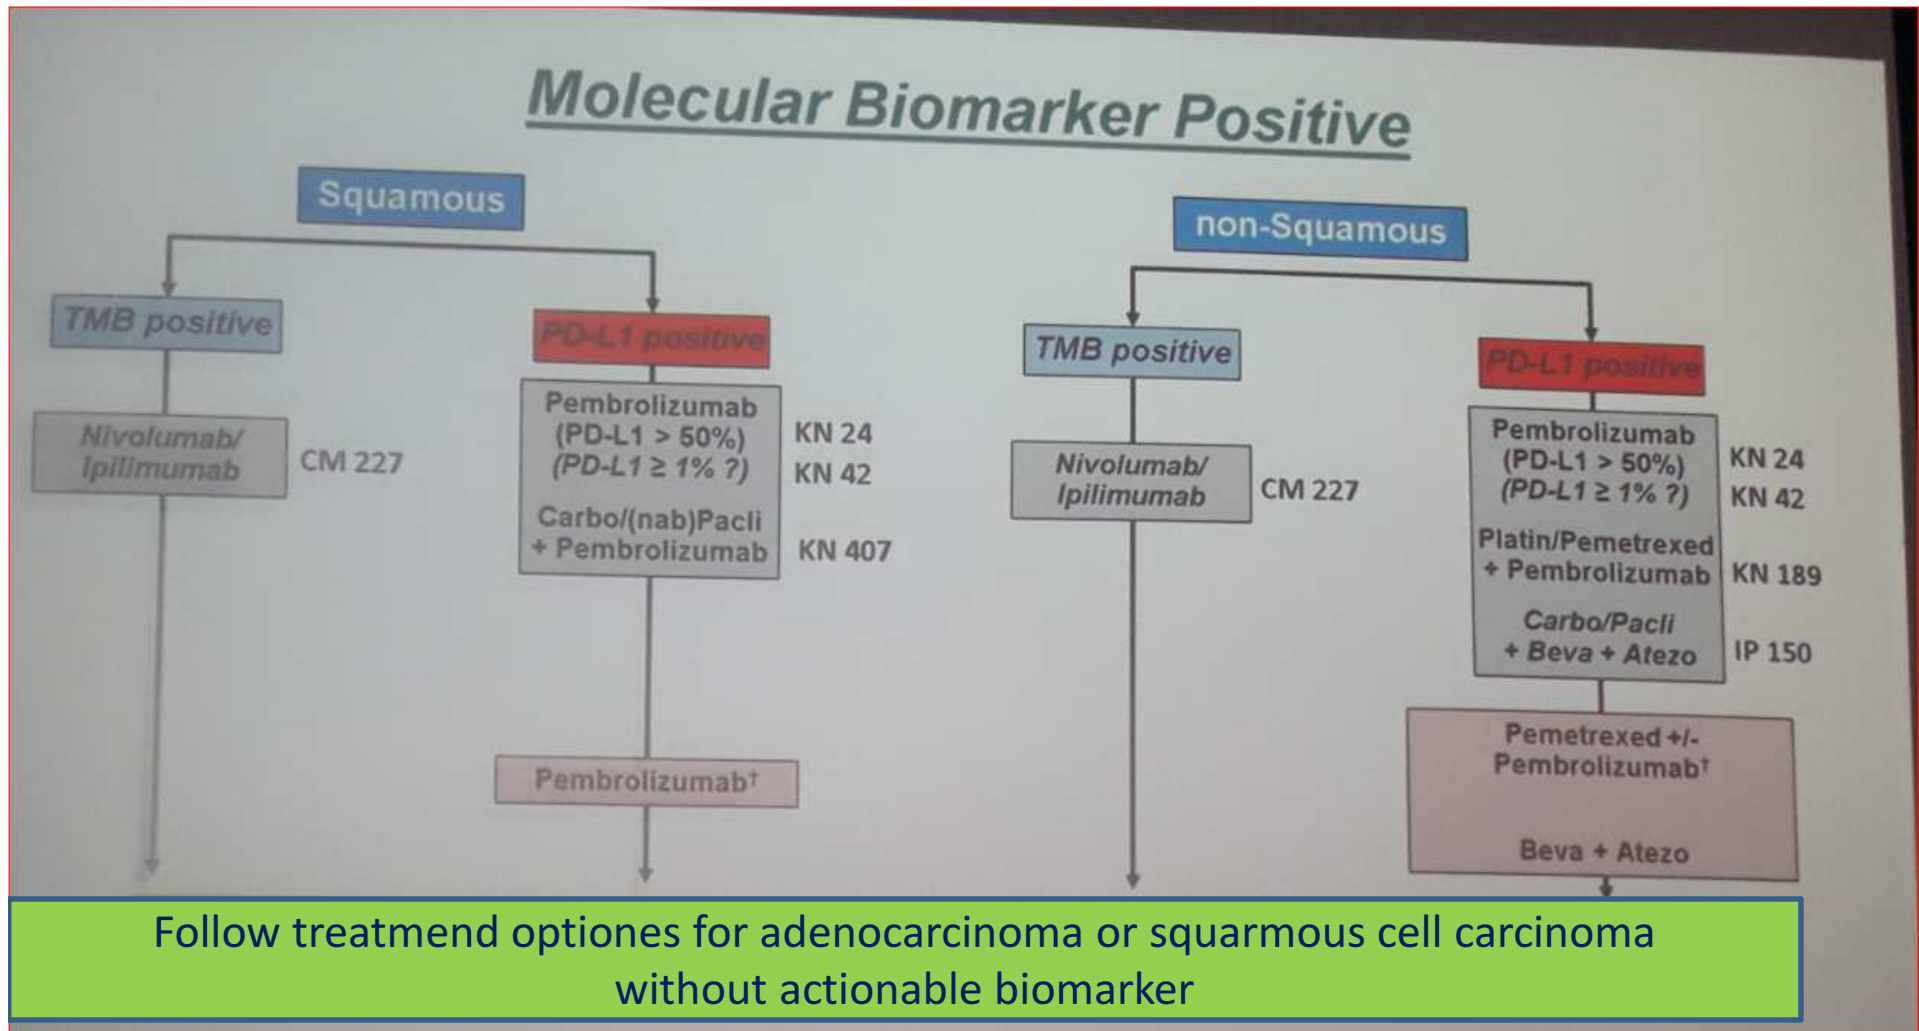 Molecular Biomarker Positive
Squamous
TMB positive
Nivolumab/
Ipilimumab
CM 227
PD-L1 positive
Pembrolizumab
(PD-L1 > 50%)
(PD-L1 ≥ 1% ?)
KN 24
KN 42
Carbo/(nab)Pacli
+ Pembrolizumab
KN 407
Pembrolizumab†
non-Squamous
TMB positive
Nivolumab/
Ipilimumab
CM 227
PD-L1 positive
Pembrolizumab
(PD-L1 > 50%)
(PD-L1 ≥ 1% ?)
KN 24
KN 42
Platin/Pemetrexed
+ Pembrolizumab
KN 189
Carbo/Pacli
+ Beva + Atezo
IP 150
Pemetrexed +/-
Pembrolizumab†
Beva + Atezo
Follow treatmend optiones for adenocarcinoma or squarmous cell carcinoma
without actionable biomarker